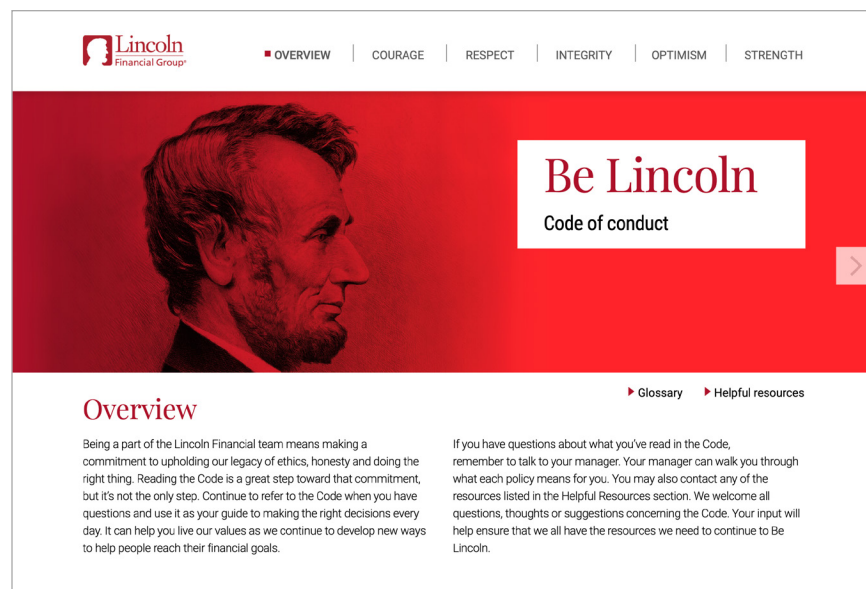 Lincoln
Financial Group®
OVERVIEW
COURAGE
RESPECT
INTEGRITY
OPTIMISM
STRENGTH
Be Lincoln
Code of conduct
Glossary
Helpful resources
Overview
Being a part of the Lincoln Financial team means making a
commitment to upholding our legacy of ethics, honesty and doing the
right thing. Reading the Code is a great step toward that commitment,
but it's not the only step. Continue to refer to the Code when you have
questions and use it as your guide to making the right decisions every
day. It can help you live our values as we continue to develop new ways
to help people reach their financial goals.
If you have questions about what you've read in the Code,
remember to talk to your manager. Your manager can walk you through
what each policy means for you. You may also contact any of the
resources listed in the Helpful Resources section. We welcome all
questions, thoughts or suggestions concerning the Code. Your input will
help ensure that we all have the resources we need to continue to Be
Lincoln.